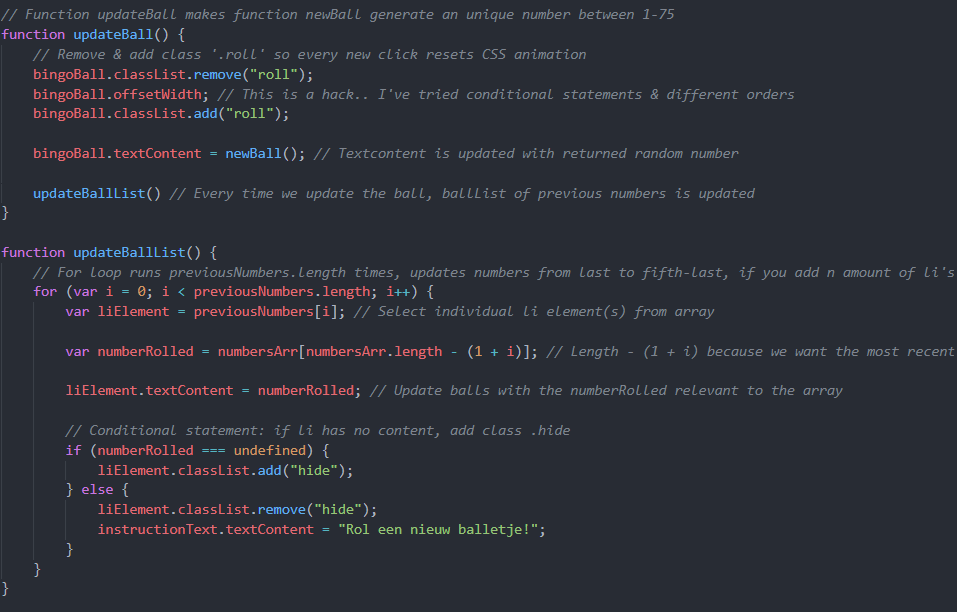 // Function updateBall makes function newBall generate an unique number between 1-75
function updateBall() {
    // Remove & add class '.roll' so every new click resets CSS animation
    bingoBall.classList.remove("roll");
    bingoBall.offsetWidth; // This is a hack.. I've tried conditional statements & different orders
    bingoBall.classList.add("roll");

    bingoBall.textContent = newBall(); // Textcontent is updated with returned random number

    updateBallList() // Every time we update the ball, ballList of previous numbers is updated
}

function updateBallList() {
    // For loop runs previousNumbers.length times, updates numbers from last to fifth-last, if you add n amount of li's
    for (var i = 0; i < previousNumbers.length; i++) {
        var liElement = previousNumbers[i]; // Select individual li element(s) from array

        var numberRolled = numbersArr[numbersArr.length - (1 + i)]; // Length - (1 + i) because we want the most recent

        liElement.textContent = numberRolled; // Update balls with the numberRolled relevant to the array

        // Conditional statement: if li has no content, add class .hide
        if (numberRolled === undefined) {
            liElement.classList.add("hide");
        } else {
            liElement.classList.remove("hide");
            instructionText.textContent = "Rol een nieuw balletje!";
        }
    }
}